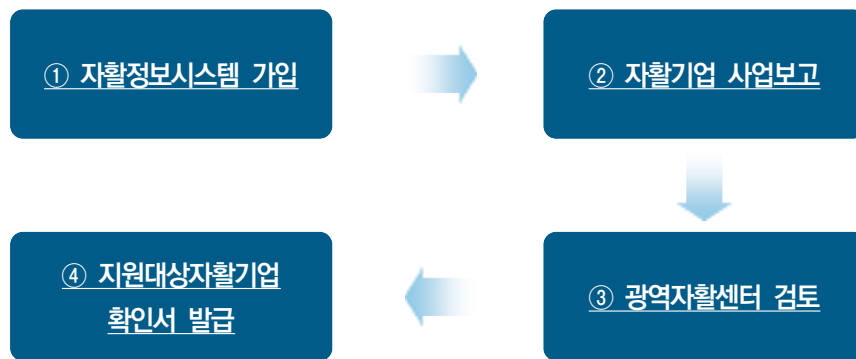 ① 자활정보시스템 가입
② 자활기업 사업보고
③ 광역자활센터 검토
④ 지원대상자활기업
확인서 발급